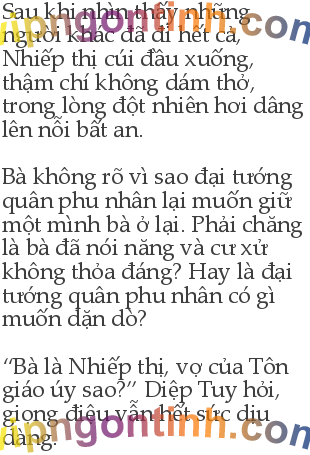 Sau khi nhìn thấy những
người khác đã đi hết cả,
Nhiếp thị cúi đầu xuống,
thậm chí không dám thở,
trong lòng đột nhiên hơi dâng
lên nỗi bất an.
Bà không rõ vì sao đại tướng
quân phu nhân lại muốn giữ
một mình bà ở lại. Phải chăng
là bà đã nói năng và cư xử
không thỏa đáng? Hay là đại
tướng quân phu nhân có gì
muốn dặn dò?
“Bà là Nhiếp thị, vợ của Tôn
giáo úy sao?” Diệp Tuy hỏi,
giọng điệu vẫn hết sức dịu
dàng.
vipngontinh.com
vipngontinh.com